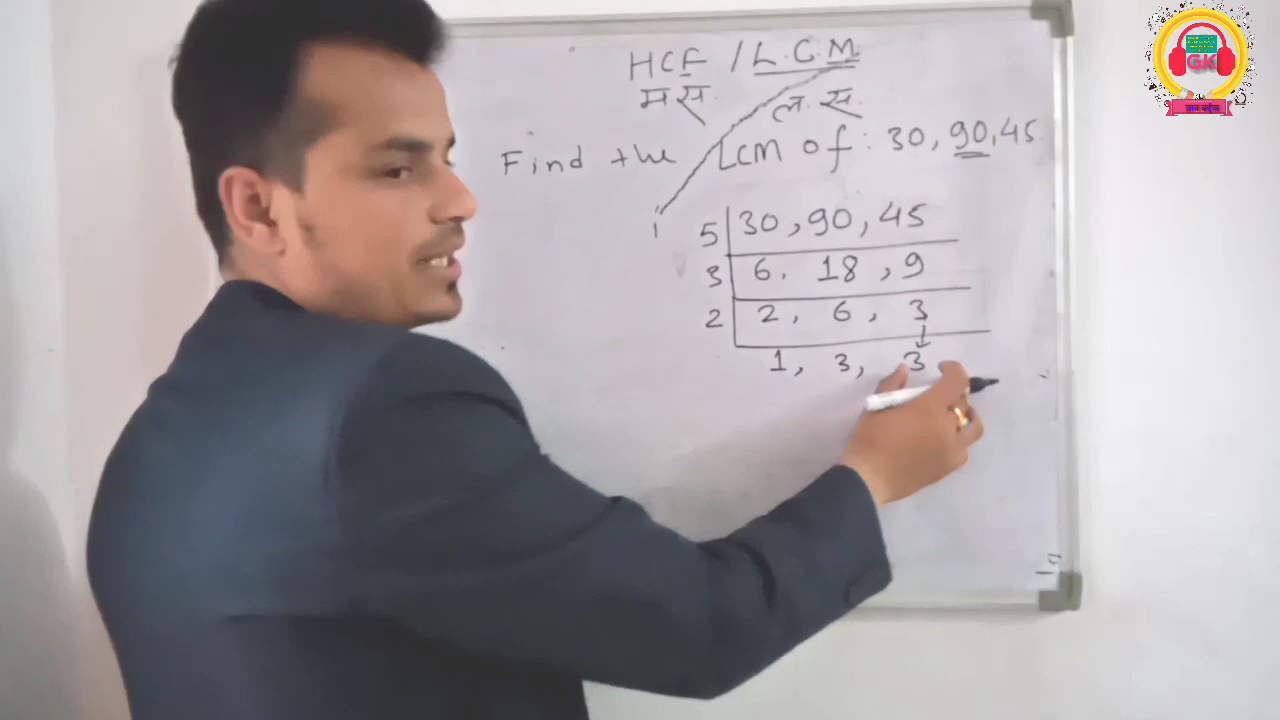 HCF / L.C.M
म स ल. स.
Find the LCM of : 30, 90, 45
5 30, 90, 45
3 6, 18, 9
2 2, 6, 3
1, 3, 3
GK